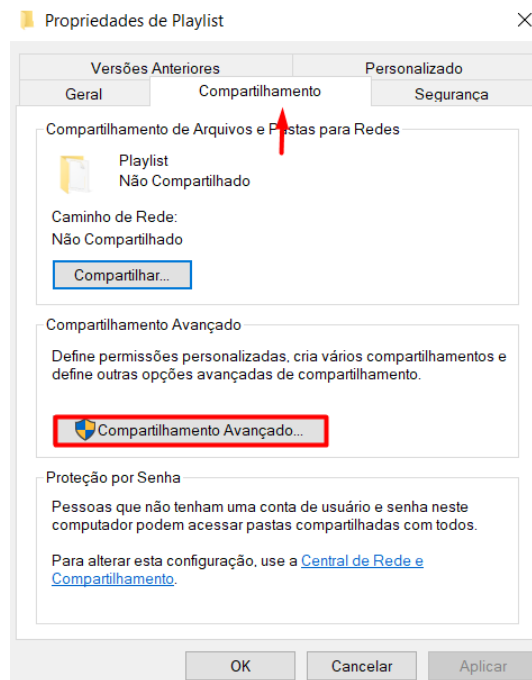 Propriedades de Playlist
Versões Anteriores
Personalizado
Geral
Compartilhamento
Segurança
Compartilhamento de Arquivos e Pastas para Redes
Playlist
Não Compartilhado
Caminho de Rede:
Não Compartilhado
Compartilhar...
Compartilhamento Avançado
Define permissões personalizadas, cria vários compartilhamentos e
define outras opções avançadas de compartilhamento.
Compartilhamento Avançado...
Proteção por Senha
Pessoas que não tenham uma conta de usuário e senha neste
computador podem acessar pastas compartilhadas com todos.
Para alterar esta configuração, use a Central de Rede e
Compartilhamento.
OK
Cancelar
Aplicar